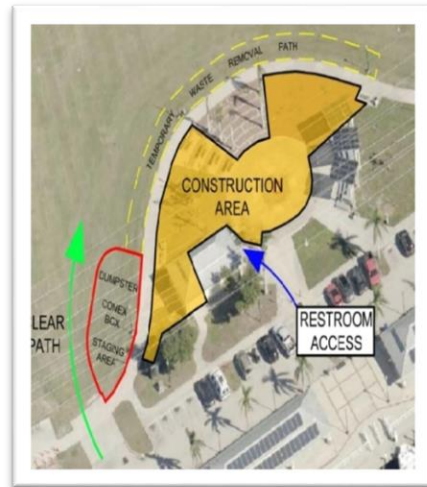 TEMPORARY WASTE REMOVAL PATH
CONSTRUCTION
AREA
DUMPSTER
CONEX
BOX
STAGING
AREA
LEAR
PATH
RESTROOM
ACCESS